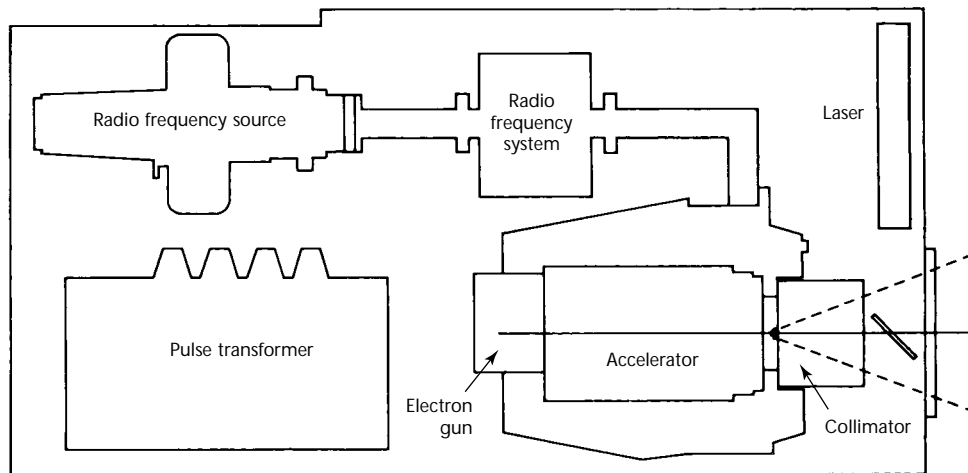 Radio frequency source
Radio
frequency
system
Laser
Pulse transformer
Accelerator
Electron
gun
Collimator